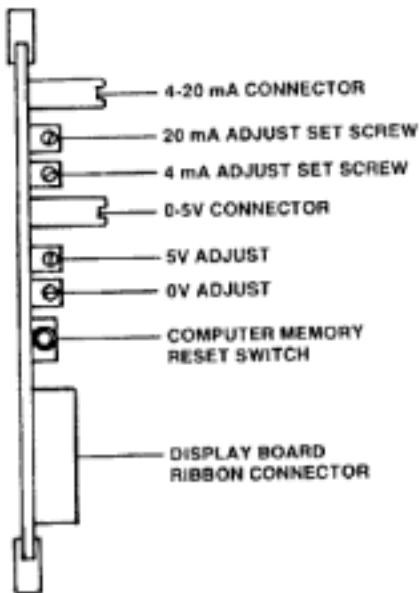 4-20 mA CONNECTOR
20 mA ADJUST SET SCREW
4 mA ADJUST SET SCREW
0-5V CONNECTOR
5V ADJUST
0V ADJUST
COMPUTER MEMORY
RESET SWITCH
DISPLAY BOARD
RIBBON CONNECTOR